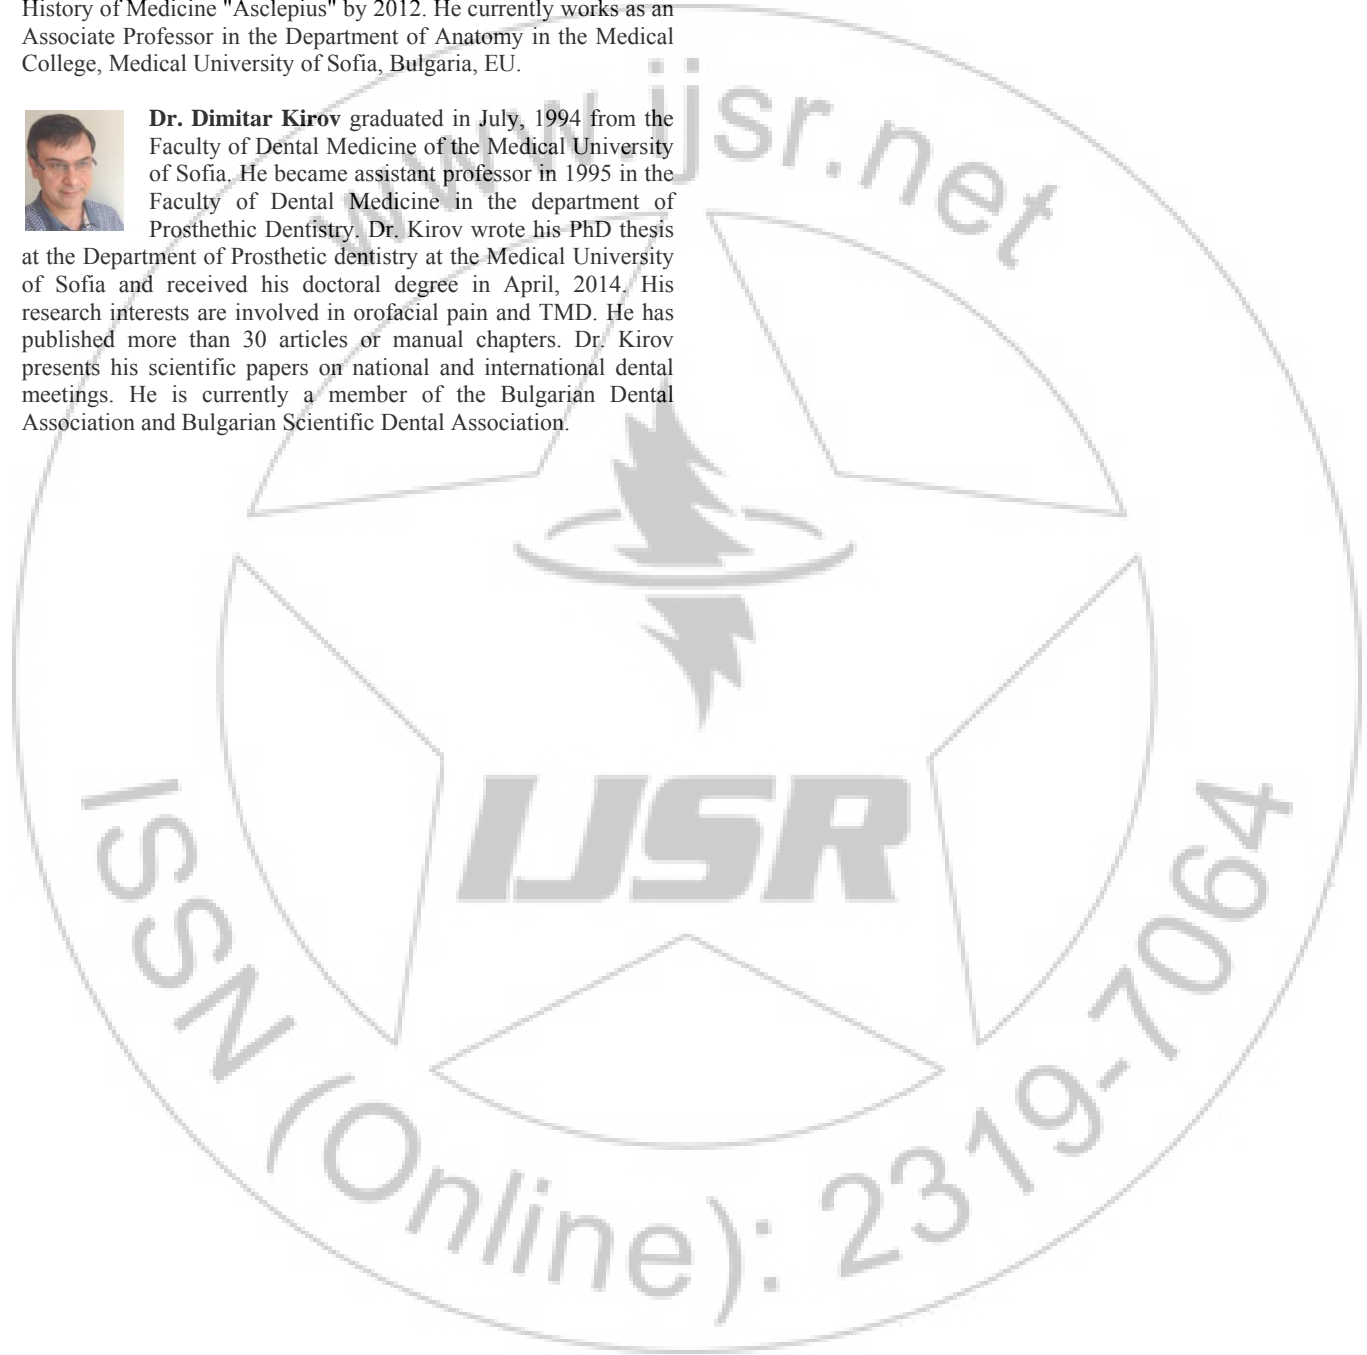 History of Medicine "Asclepius" by 2012. He currently works as an
Associate Professor in the Department of Anatomy in the Medical
College, Medical University of Sofia, Bulgaria, EU.
Dr. Dimitar Kirov graduated in July, 1994 from the
Faculty of Dental Medicine of the Medical University
of Sofia. He became assistant professor in 1995 in the
Faculty of Dental Medicine in the department of
Prosthethic Dentistry. Dr. Kirov wrote his PhD thesis
at the Department of Prosthetic dentistry at the Medical University
of Sofia and received his doctoral degree in April, 2014. His
research interests are involved in orofacial pain and TMD. He has
published more than 30 articles or manual chapters. Dr. Kirov
presents his scientific papers on national and international dental
meetings. He is currently a member of the Bulgarian Dental
Association and Bulgarian Scientific Dental Association.
www.ijsr.net
IJSR
ISSN (Online): 2319-7064